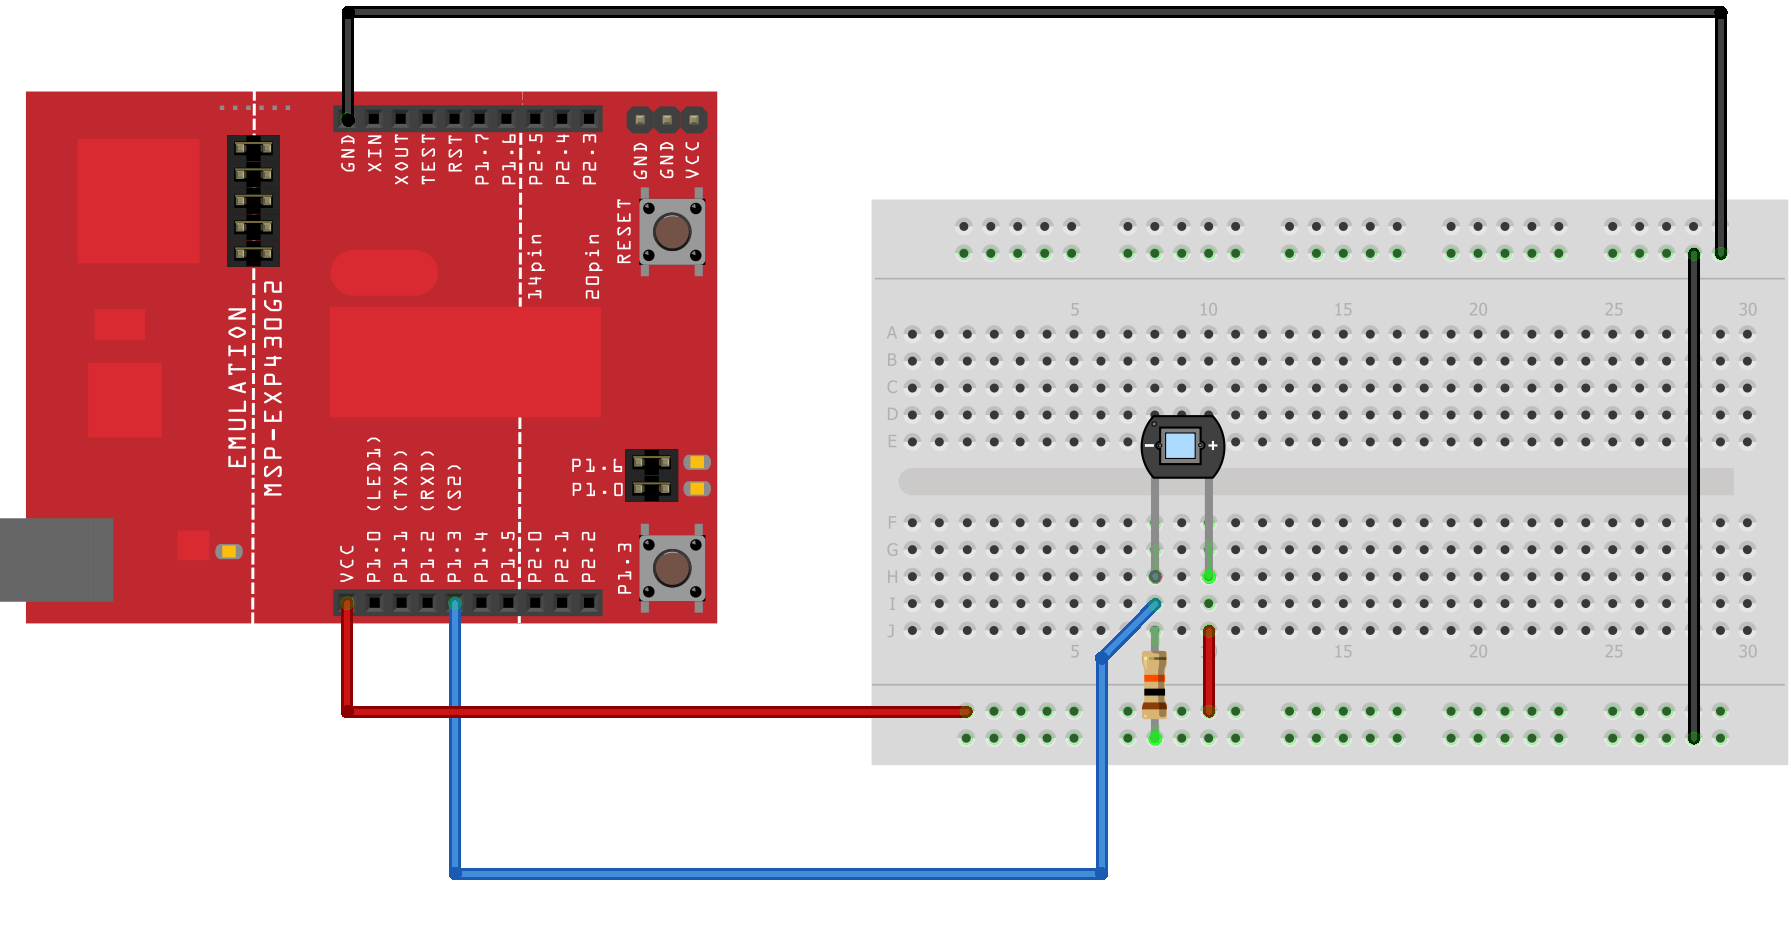 GND XIN XOUT TEST RST P1.7 P1.6 P2.5 P2.4 P2.3
GND GND VCC
RESET
14pin 20pin
EMULATION
MSP-EXP430G2
P1.6
P1.0
VCC P1.0 (LED1) P1.1 (TXD) P1.2 (RXD) P1.3 (S2) P1.4 P1.5 P2.0 P2.1 P2.2
P1.3
5 10 15 20 25 30
A
B
C
D
E
- +
F
G
H
I
J
5 15 20 25 30